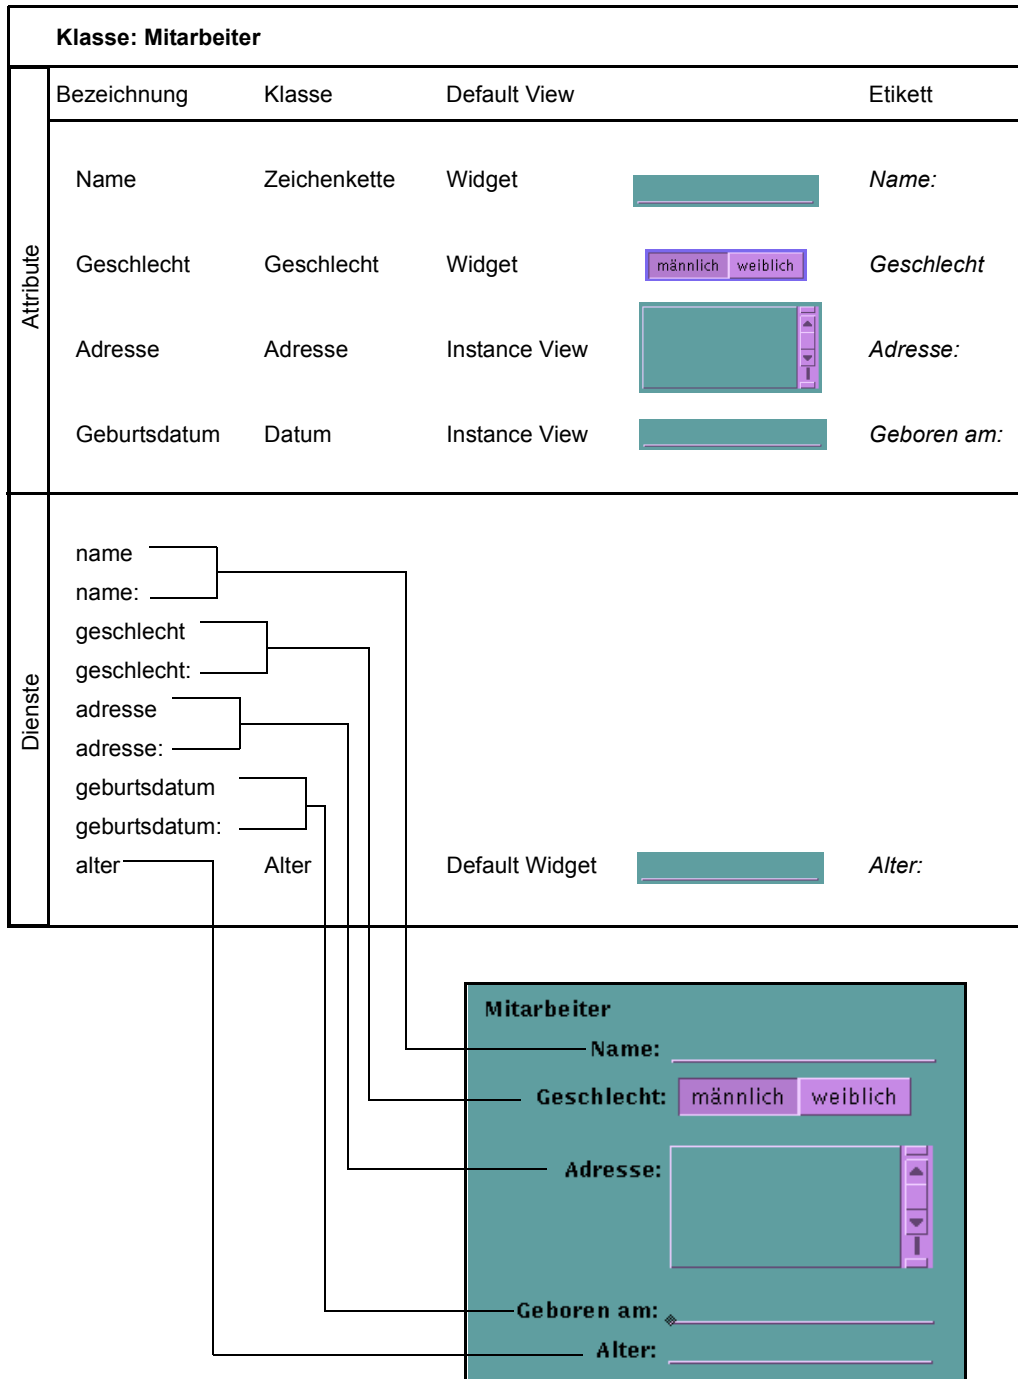 Klasse: Mitarbeiter
Bezeichnung Klasse Default View Etikett
Attribute
Name Zeichenkette Widget Name:
Geschlecht Geschlecht Widget männlich weiblich Geschlecht
Adresse Adresse Instance View Adresse:
Geburtsdatum Datum Instance View Geboren am:
Dienste
name
name:
geschlecht
geschlecht:
adresse
adresse:
geburtsdatum
geburtsdatum:
alter Alter Default Widget Alter:
Mitarbeiter
Name:
Geschlecht: männlich weiblich
Adresse:
Geboren am:
Alter: